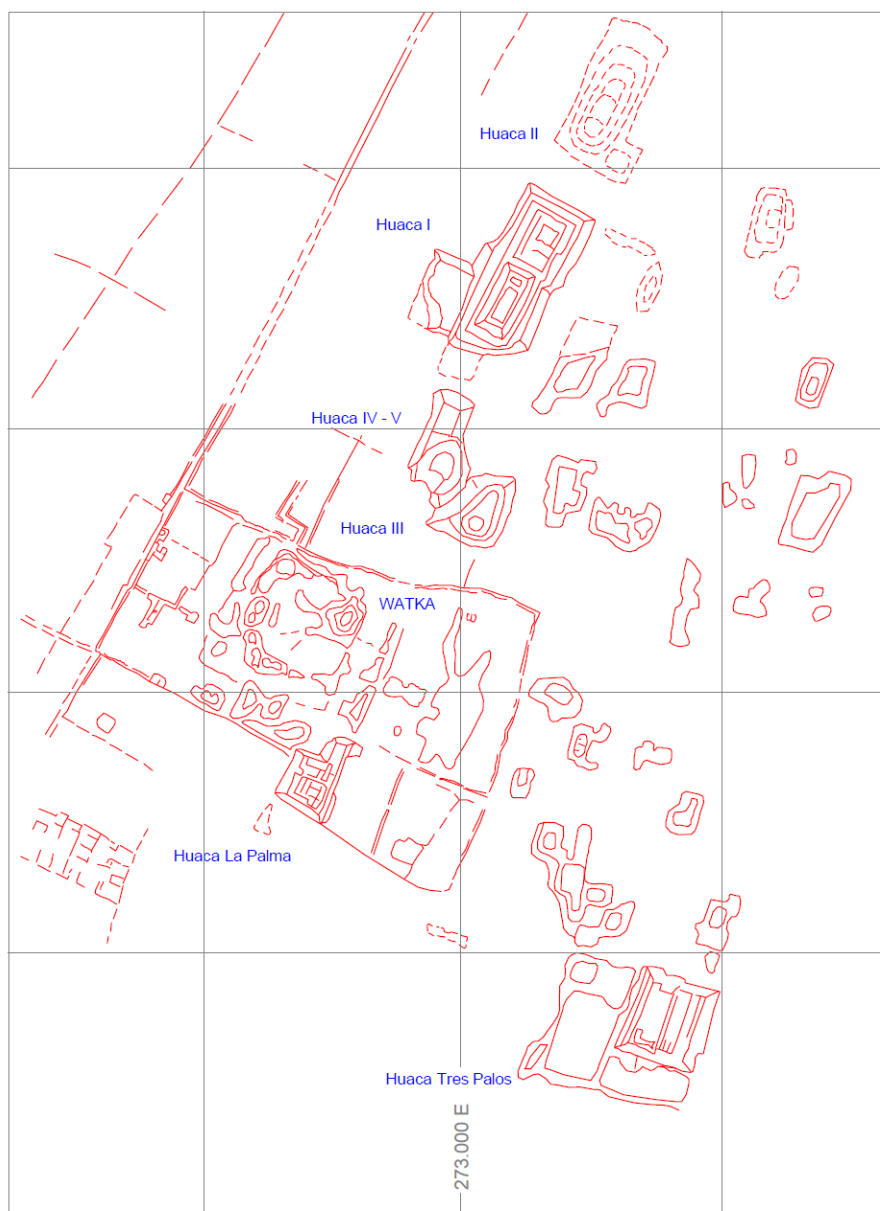 Huaca II
Huaca I
Huaca IV - V
Huaca III
WATKA
Huaca La Palma
Huaca Tres Palos
273.000 E